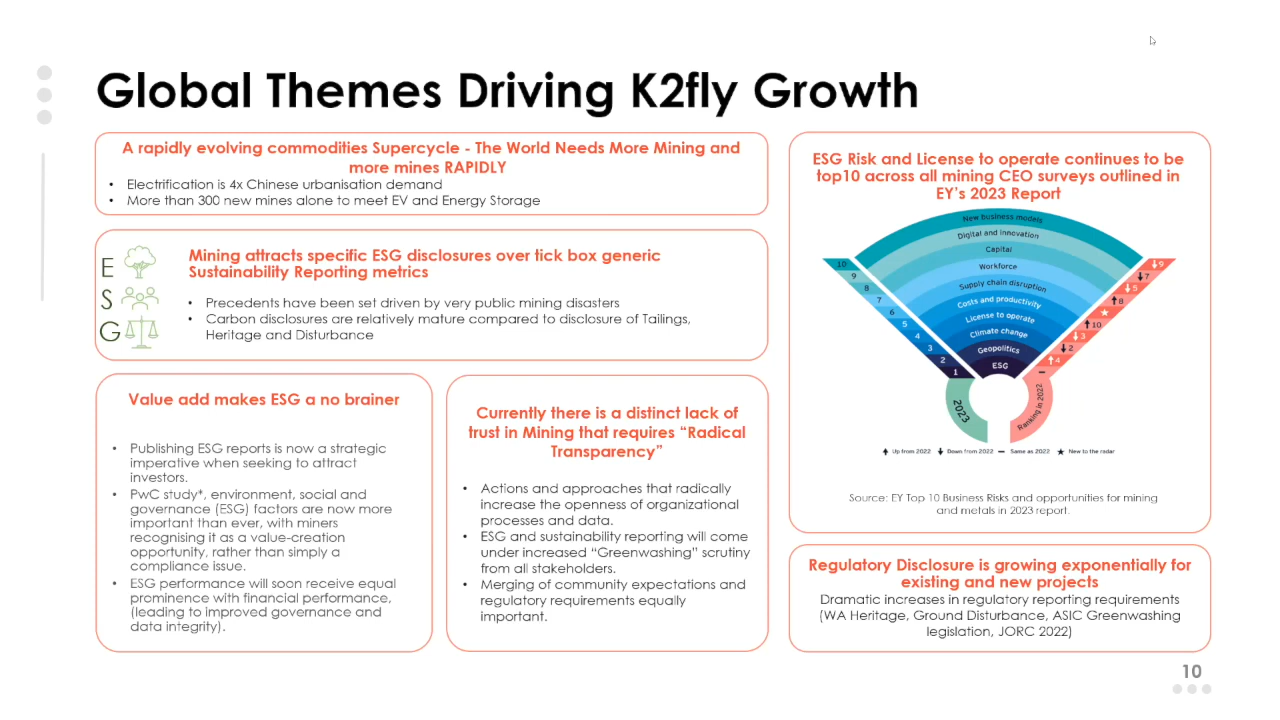 Global Themes Driving K2fly Growth
A rapidly evolving commodities Supercycle - The World Needs More Mining and
more mines RAPIDLY
• Electrification is 4x Chinese urbanisation demand
• More than 300 new mines alone to meet EV and Energy Storage
E
S
G
Mining attracts specific ESG disclosures over tick box generic
Sustainability Reporting metrics
• Precedents have been set driven by very public mining disasters
• Carbon disclosures are relatively mature compared to disclosure of Tailings,
Heritage and Disturbance
Value add makes ESG a no brainer
• Publishing ESG reports is now a strategic
imperative when seeking to attract
investors.
• PwC study*, environment, social and
governance (ESG) factors are now more
important than ever, with miners
recognising it as a value-creation
opportunity, rather than simply a
compliance issue.
• ESG performance will soon receive equal
prominence with financial performance,
(leading to improved governance and
data integrity).
Currently there is a distinct lack of
trust in Mining that requires “Radical
Transparency”
• Actions and approaches that radically
increase the openness of organizational
processes and data.
• ESG and sustainability reporting will come
under increased “Greenwashing” scrutiny
from all stakeholders.
• Merging of community expectations and
regulatory requirements equally
important.
ESG Risk and License to operate continues to be
top10 across all mining CEO surveys outlined in
EY’s 2023 Report
New business models
Digital and innovation
Capital
Workforce
Supply chain disruption
Costs and productivity
License to operate
Climate change
Geopolitics
ESG
10
9
8
7
6
5
4
3
2
1
↓9
↓7
↓5
↑8
★
↑10
↓3
↓2
↑4
–
2023
Ranking in 2022
↑ Up from 2022 ↓ Down from 2022 – Same as 2022 ★ New to the radar
Source: EY Top 10 Business Risks and opportunities for mining
and metals in 2023 report.
Regulatory Disclosure is growing exponentially for
existing and new projects
Dramatic increases in regulatory reporting requirements
(WA Heritage, Ground Disturbance, ASIC Greenwashing
legislation, JORC 2022)
10